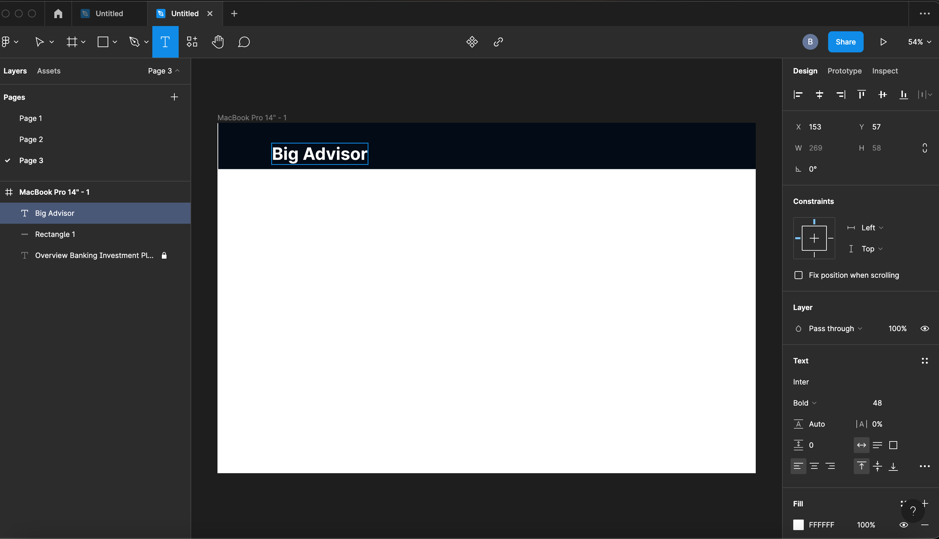 Untitled
Untitled
B
Share
54%
Layers Assets Page 3
Pages
Page 1
Page 2
Page 3
MacBook Pro 14" - 1
Big Advisor
Rectangle 1
Overview Banking Investment Pl...
MacBook Pro 14" - 1
Big Advisor
Design Prototype Inspect
X 153 Y 57
W 269 H 58
0°
Constraints
Left
Top
Fix position when scrolling
Layer
Pass through 100%
Text
Inter
Bold 48
A Auto |A| 0%
0
Fill
FFFFFF 100%
?